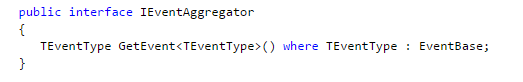 public interface IEventAggregator
{
   TEventType GetEvent<TEventType>() where TEventType : EventBase;
}